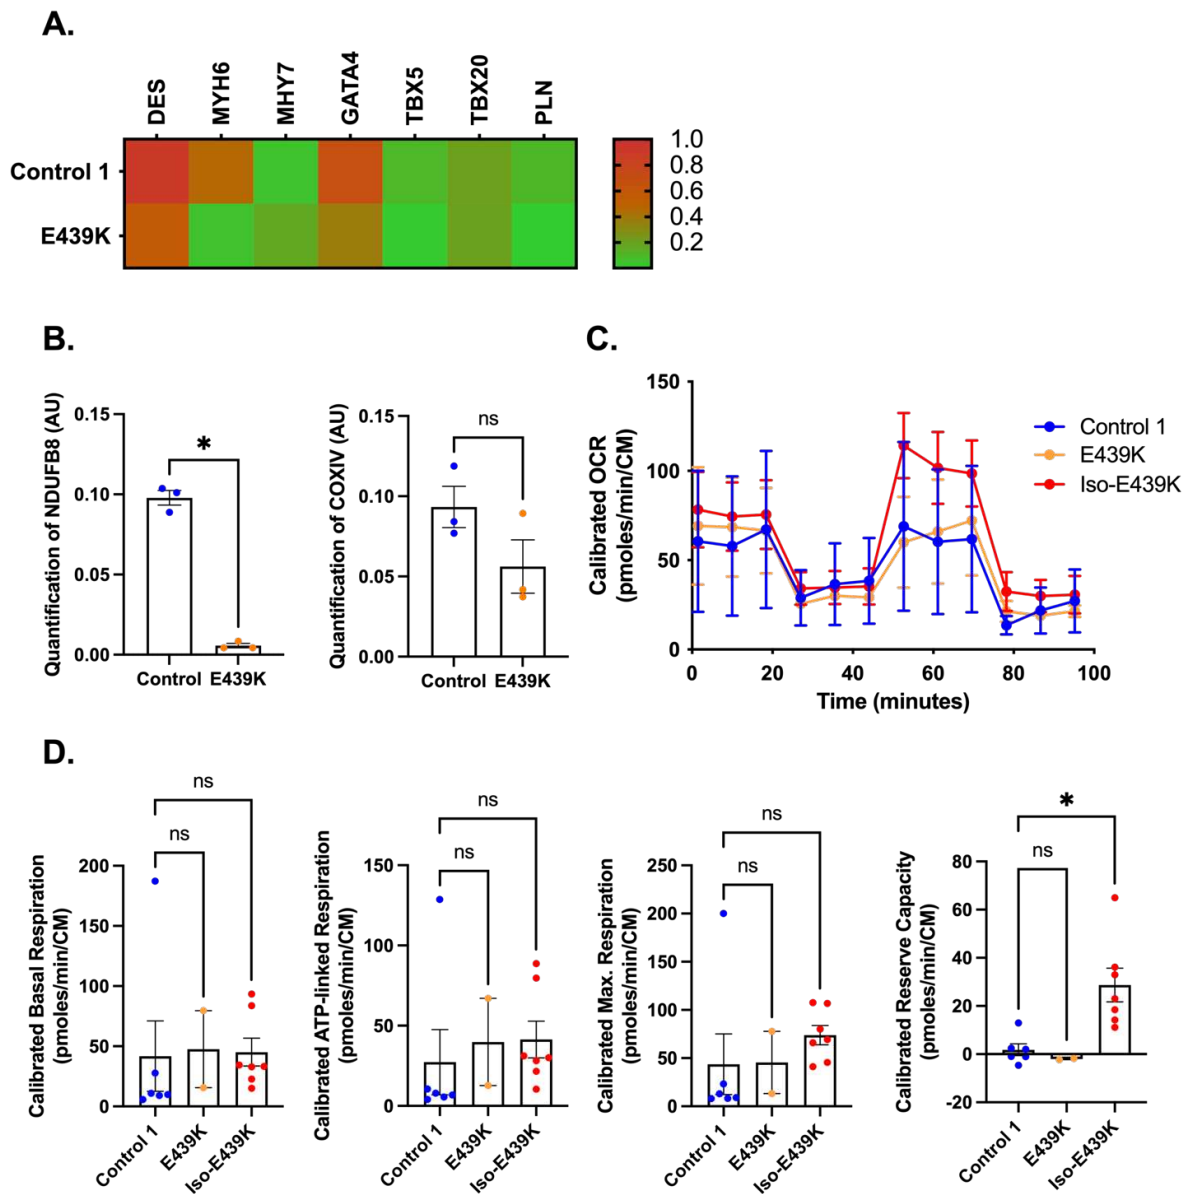 A.
DES
MYH6
MHY7
GATA4
TBX5
TBX20
PLN
Control 1
E439K
1.0
0.8
0.6
0.4
0.2
B.
Quantification of NDUFB8 (AU)
0.15
0.10
0.05
0.00
*
Control E439K
Quantification of COXIV (AU)
0.15
0.10
0.05
0.00
ns
Control E439K
C.
Calibrated OCR
(pmoles/min/CM)
150
100
50
0
0 20 40 60 80 100
Time (minutes)
Control 1
E439K
Iso-E439K
D.
Calibrated Basal Respiration
(pmoles/min/CM)
200
150
100
50
0
ns
ns
Control 1
E439K
Iso-E439K
Calibrated ATP-linked Respiration
(pmoles/min/CM)
150
100
50
0
ns
ns
Control 1
E439K
Iso-E439K
Calibrated Max. Respiration
(pmoles/min/CM)
250
200
150
100
50
0
ns
ns
Control 1
E439K
Iso-E439K
Calibrated Reserve Capacity
(pmoles/min/CM)
80
60
40
20
0
-20
*
ns
Control 1
E439K
Iso-E439K